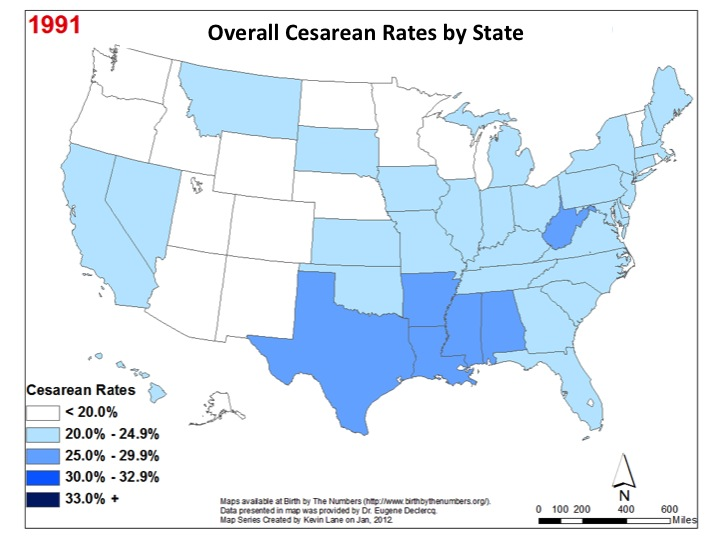 1991
Overall Cesarean Rates by State
Cesarean Rates
< 20.0%
20.0% - 24.9%
25.0% - 29.9%
30.0% - 32.9%
33.0% +
Maps available at Birth by The Numbers (http://www.birthbythenumbers.org/).
Data presented in map was provided by Dr. Eugene Declercq.
Map Series Created by Kevin Lane on Jan, 2012.
N
0 100 200 400 600
Miles